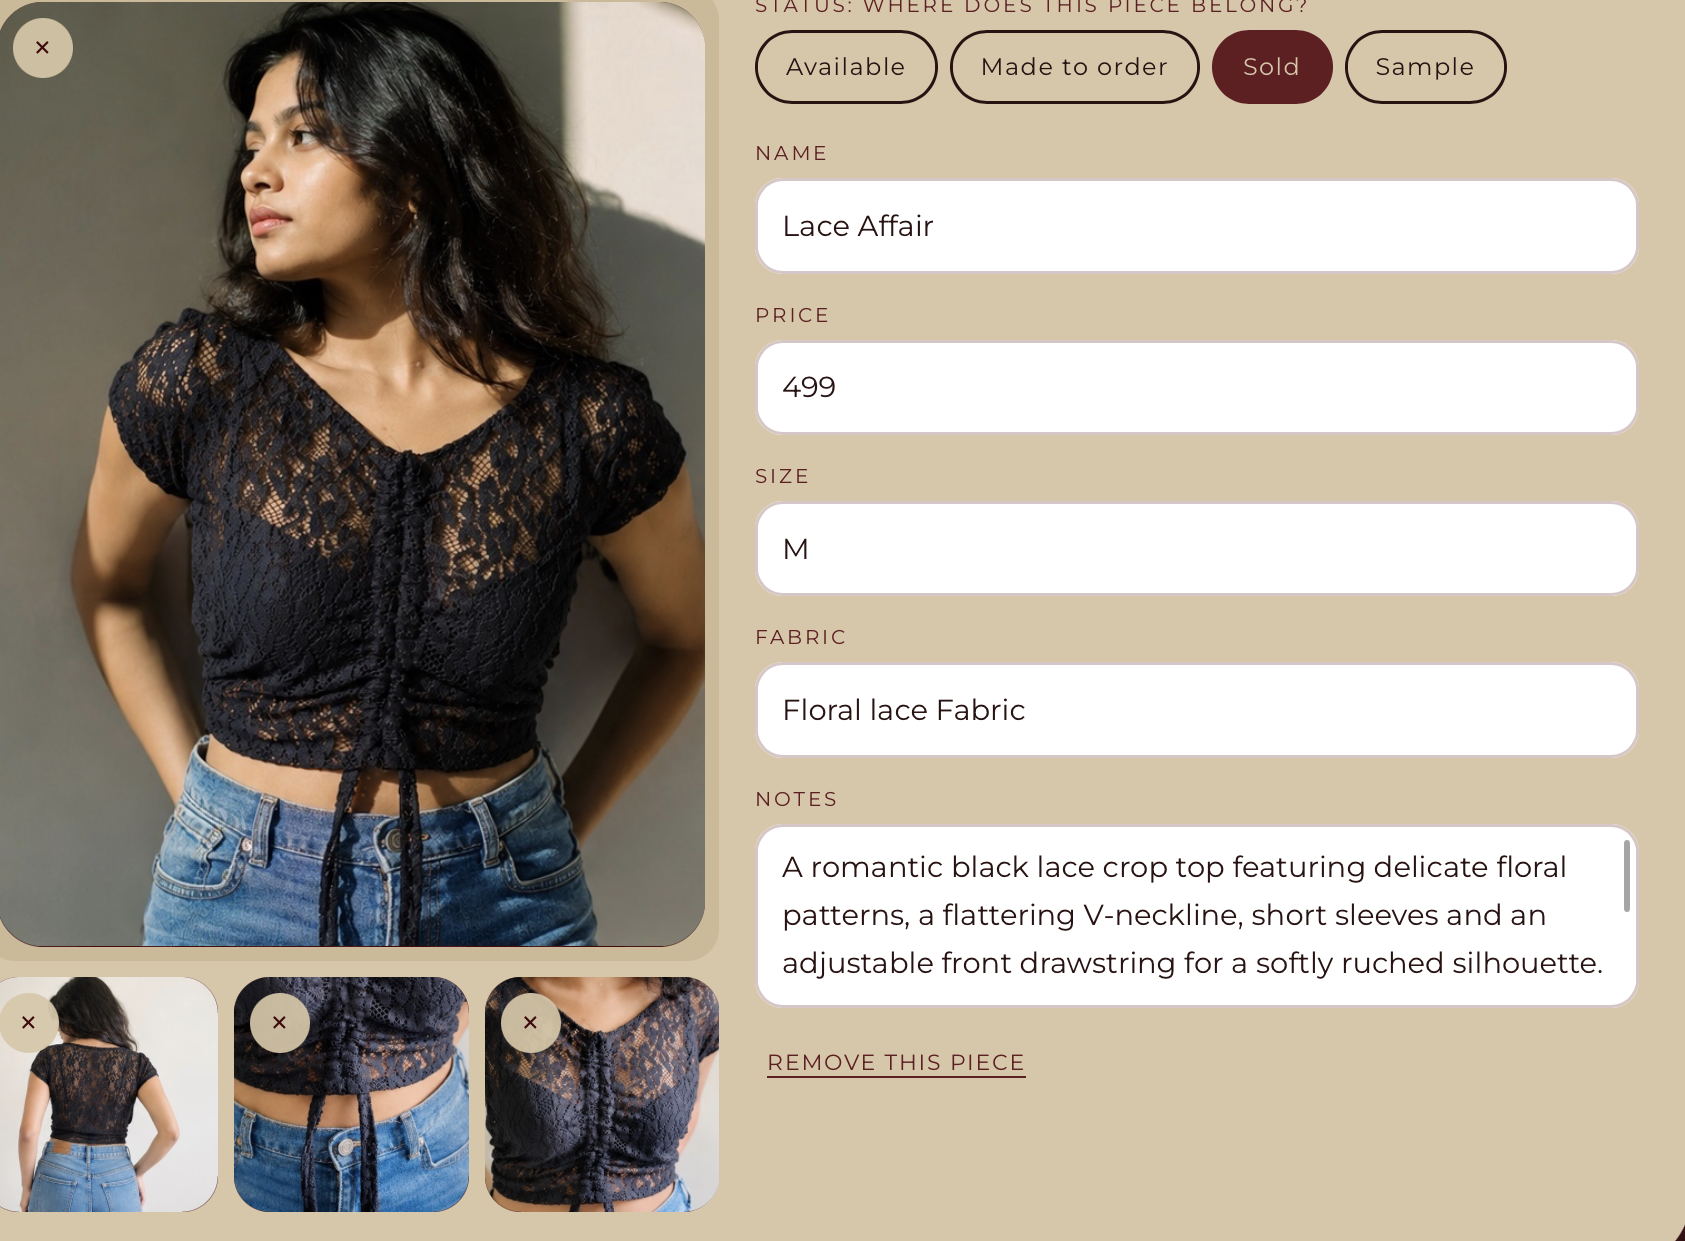 STATUS: WHERE DOES THIS PIECE BELONG?
Available Made to order Sold Sample
NAME
Lace Affair
PRICE
499
SIZE
M
FABRIC
Floral lace Fabric
NOTES
A romantic black lace crop top featuring delicate floral
patterns, a flattering V-neckline, short sleeves and an
adjustable front drawstring for a softly ruched silhouette.
REMOVE THIS PIECE